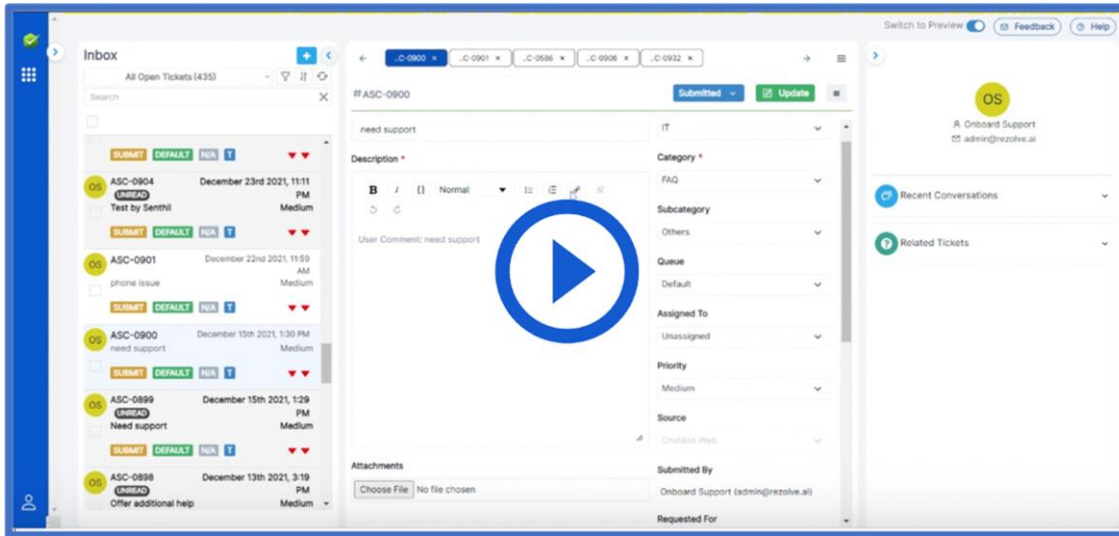 Switch to Preview
Feedback
Help
Inbox
All Open Tickets (435)
Search
SUBMIT DEFAULT N/A T
OS ASC-0904 December 23rd 2021, 11:11 PM
UNREAD
Test by Senthil Medium
SUBMIT DEFAULT N/A T
OS ASC-0901 December 22nd 2021, 11:59 AM
phone issue Medium
SUBMIT DEFAULT N/A T
OS ASC-0900 December 15th 2021, 1:30 PM
need support Medium
SUBMIT DEFAULT N/A T
OS ASC-0899 December 15th 2021, 1:29 PM
UNREAD
Need support Medium
SUBMIT DEFAULT N/A T
OS ASC-0898 December 13th 2021, 3:19 PM
UNREAD
Offer additional help Medium
..C-0900 × ..C-0901 × ..C-0586 × ..C-0906 × ..C-0932 ×
#ASC-0900 Submitted Update
need support
Description *
B I {} Normal
User Comment: need support
Attachments
Choose File No file chosen
IT
Category *
FAQ
Subcategory
Others
Queue
Default
Assigned To
Unassigned
Priority
Medium
Source
ChatBot-Web
Submitted By
Onboard Support (admin@rezolve.ai)
Requested For
OS
Onboard Support
admin@rezolve.ai
Recent Conversations
Related Tickets